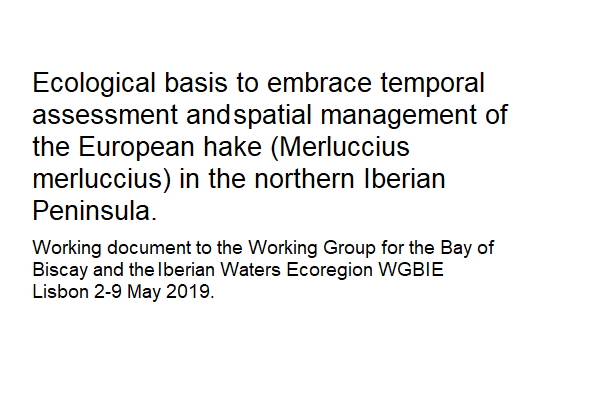 Ecological basis to embrace temporal
assessment and spatial management of
the European hake (Merluccius
merluccius) in the northern Iberian
Peninsula.
Working document to the Working Group for the Bay of
Biscay and the Iberian Waters Ecoregion WGBIE
Lisbon 2-9 May 2019.